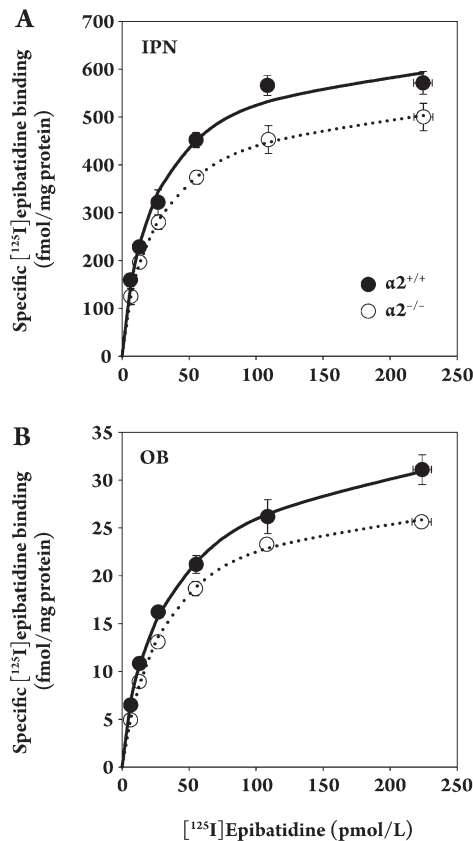 A
IPN
Specific [¹²⁵I]epibatidine binding
(fmol/mg protein)
700
600
500
400
300
200
100
0
α2⁺/⁺
α2⁻/⁻
0 50 100 150 200 250
B
OB
Specific [¹²⁵I]epibatidine binding
(fmol/mg protein)
35
30
25
20
15
10
5
0
0 50 100 150 200 250
[¹²⁵I]Epibatidine (pmol/L)